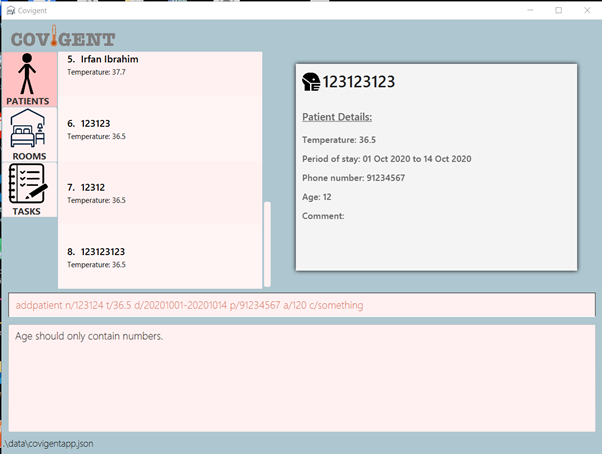 Covigent
COVIGENT
PATIENTS
ROOMS
TASKS
5. Irfan Ibrahim
Temperature: 37.7
6. 123123
Temperature: 36.5
7. 12312
Temperature: 36.5
8. 123123123
Temperature: 36.5
123123123
Patient Details:
Temperature: 36.5
Period of stay: 01 Oct 2020 to 14 Oct 2020
Phone number: 91234567
Age: 12
Comment:
addpatient n/123124 t/36.5 d/20201001-20201014 p/91234567 a/120 c/something
Age should only contain numbers.
.\data\covigentapp.json